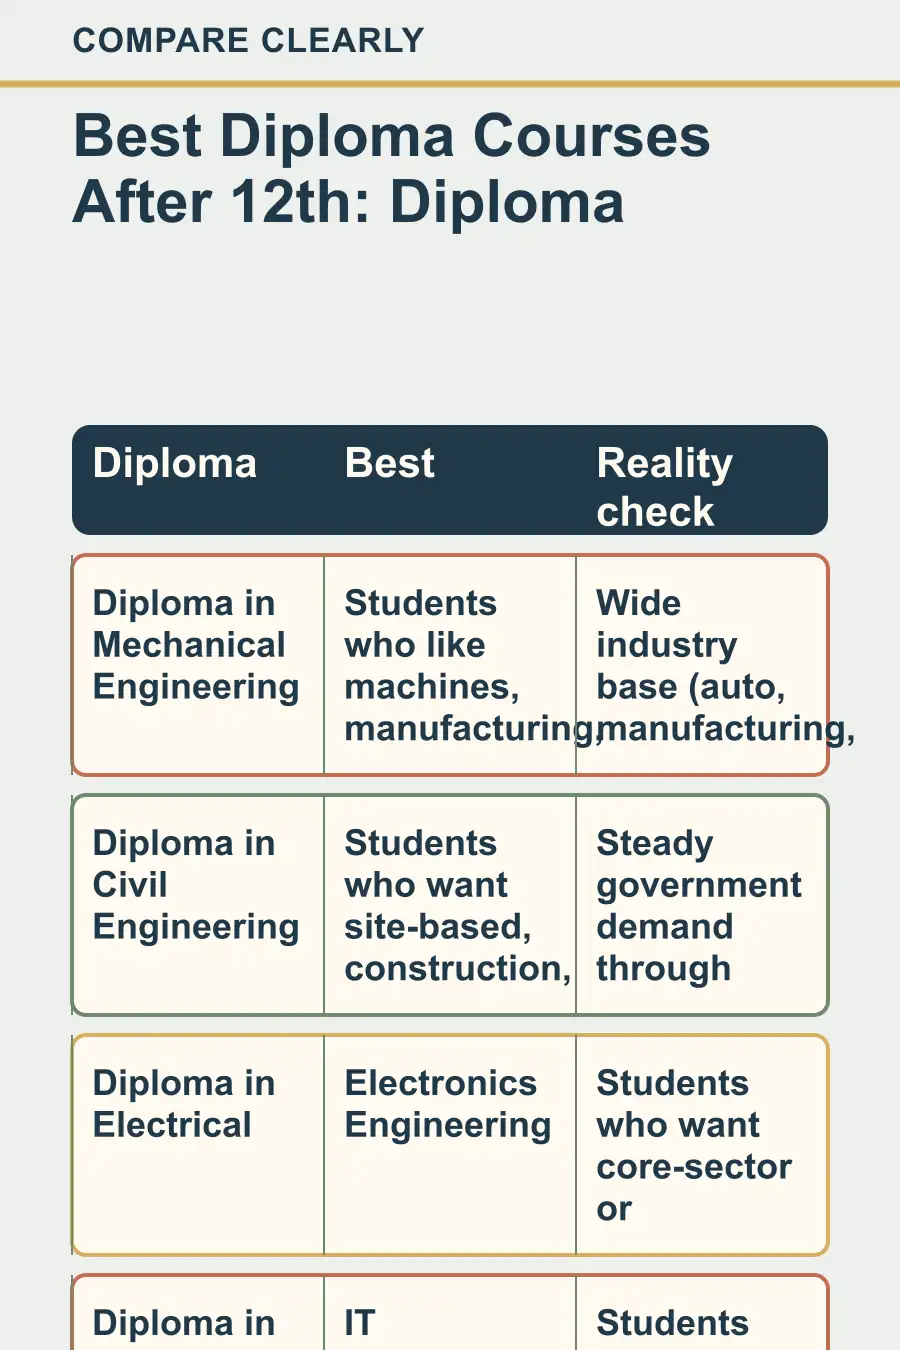 COMPARE CLEARLY
Best Diploma Courses
After 12th: Diploma
Diploma
Best
Reality
check
Diploma in
Mechanical
Engineering
Students
who like
machines,
manufacturing,
Wide
industry
base (auto,
manufacturing,
Diploma in
Civil
Engineering
Students
who want
site-based,
construction,
Steady
government
demand
through
Diploma in
Electrical
Electronics
Engineering
Students
who want
core-sector
or
Diploma in
IT
Students